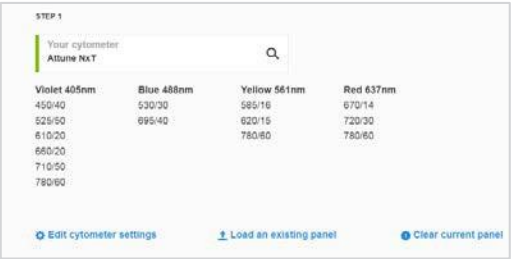 STEP 1
Your cytometer
Attune NxT
Violet 405nm Blue 488nm Yellow 561nm Red 637nm
450/40 530/30 585/16 670/14
525/50 695/40 620/15 720/30
610/20 780/60 780/60
660/20
710/50
780/60
Edit cytometer settings Load an existing panel Clear current panel